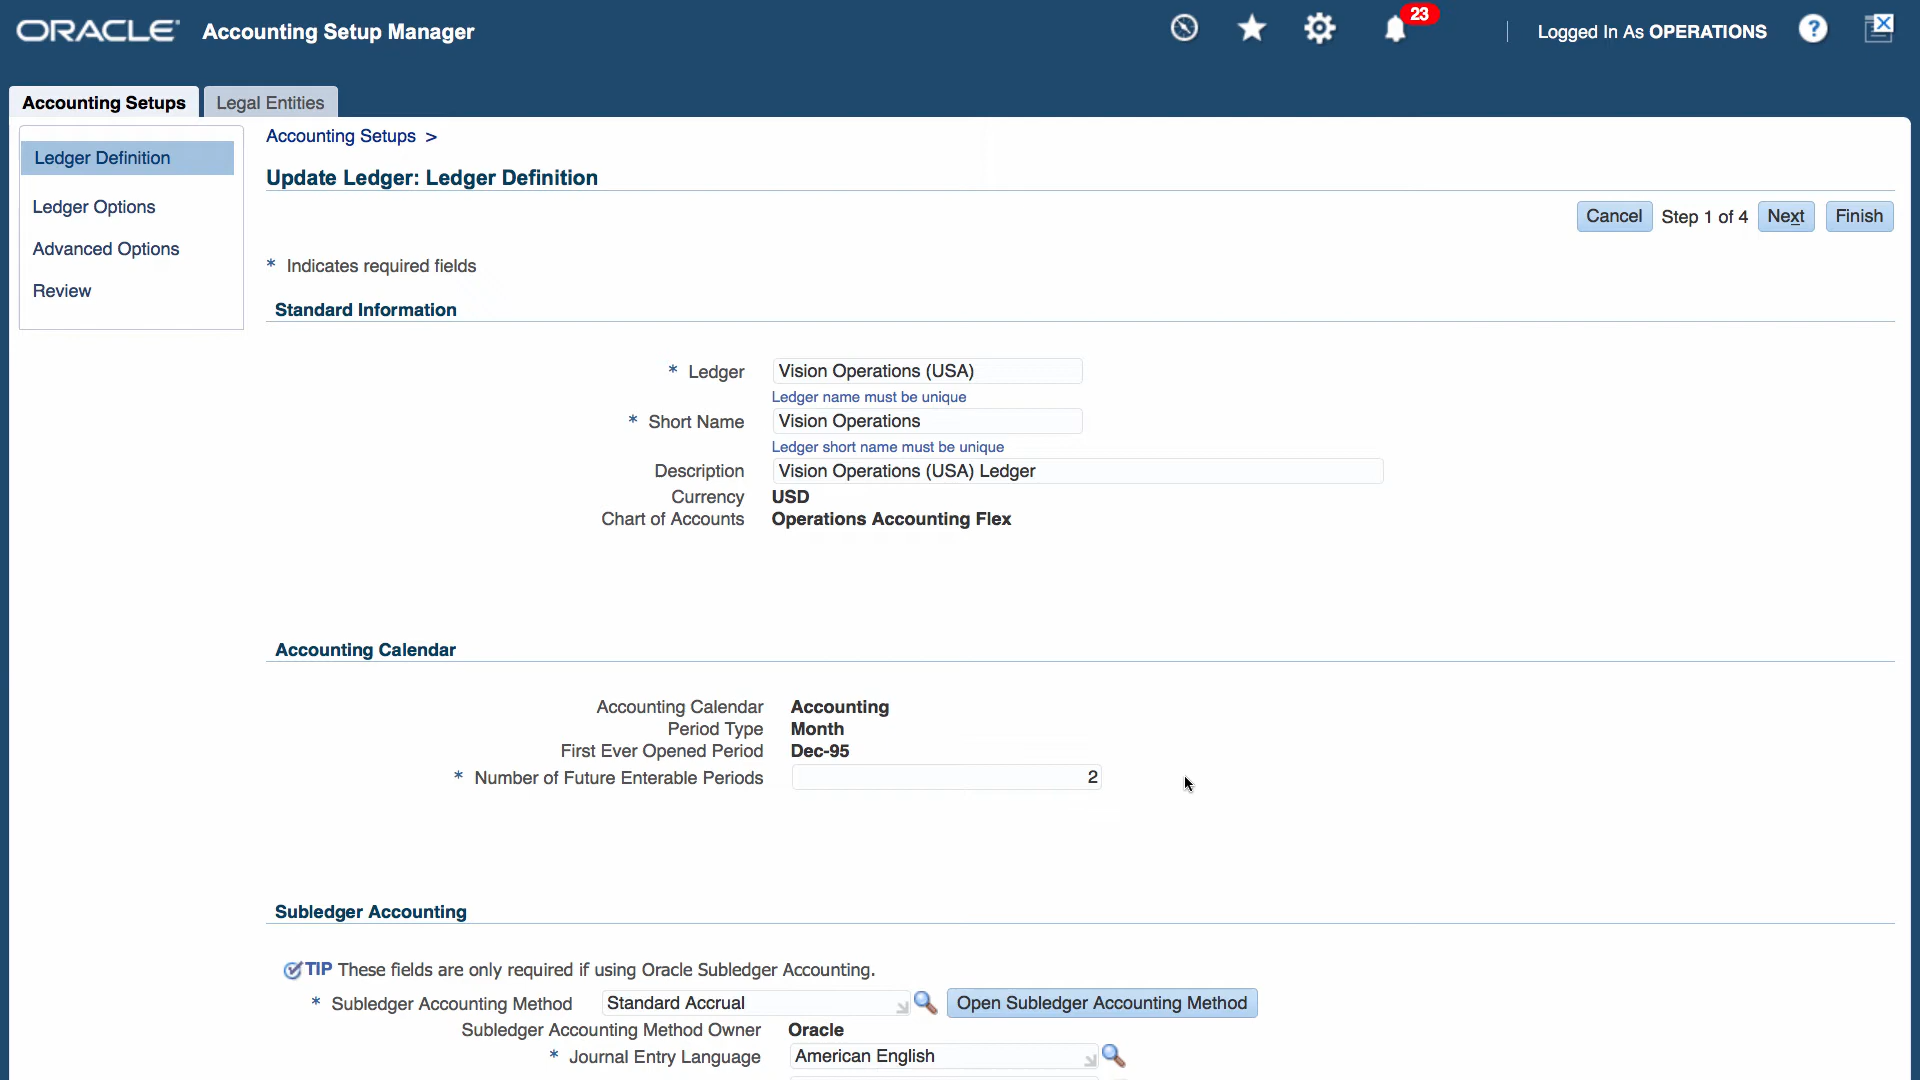 ORACLE Accounting Setup Manager 23 Logged In As OPERATIONS ?
Accounting Setups Legal Entities
Ledger Definition
Ledger Options
Advanced Options
Review
Accounting Setups >
Update Ledger: Ledger Definition
Cancel Step 1 of 4 Next Finish
* Indicates required fields
Standard Information
* Ledger Vision Operations (USA)
Ledger name must be unique
* Short Name Vision Operations
Ledger short name must be unique
Description Vision Operations (USA) Ledger
Currency USD
Chart of Accounts Operations Accounting Flex
Accounting Calendar
Accounting Calendar Accounting
Period Type Month
First Ever Opened Period Dec-95
* Number of Future Enterable Periods 2
Subledger Accounting
TIP These fields are only required if using Oracle Subledger Accounting.
* Subledger Accounting Method Standard Accrual Open Subledger Accounting Method
Subledger Accounting Method Owner Oracle
* Journal Entry Language American English